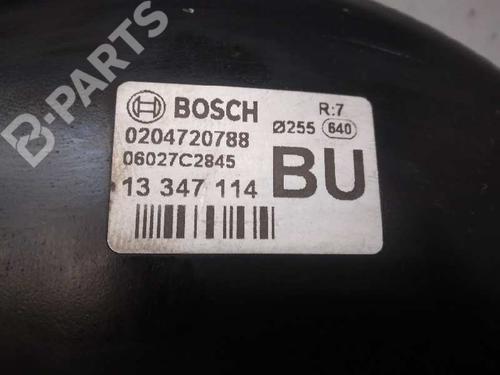 B-PARTS
BOSCH
R:7
0204720788
Ø255 640
06027C2845
13 347 114
BU